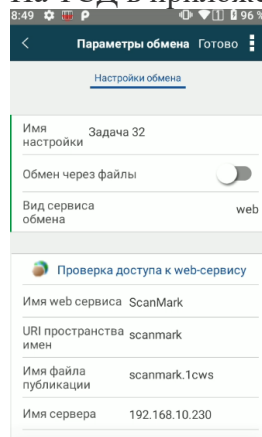 На ТСД в приложе
8:49 96 %
Параметры обмена Готово
Настройки обмена
Имя настройки Задача 32
Обмен через файлы
Вид сервиса обмена web
Проверка доступа к web-сервису
Имя web сервиса ScanMark
URI пространства имен scanmark
Имя файла публикации scanmark.1cws
Имя сервера 192.168.10.230